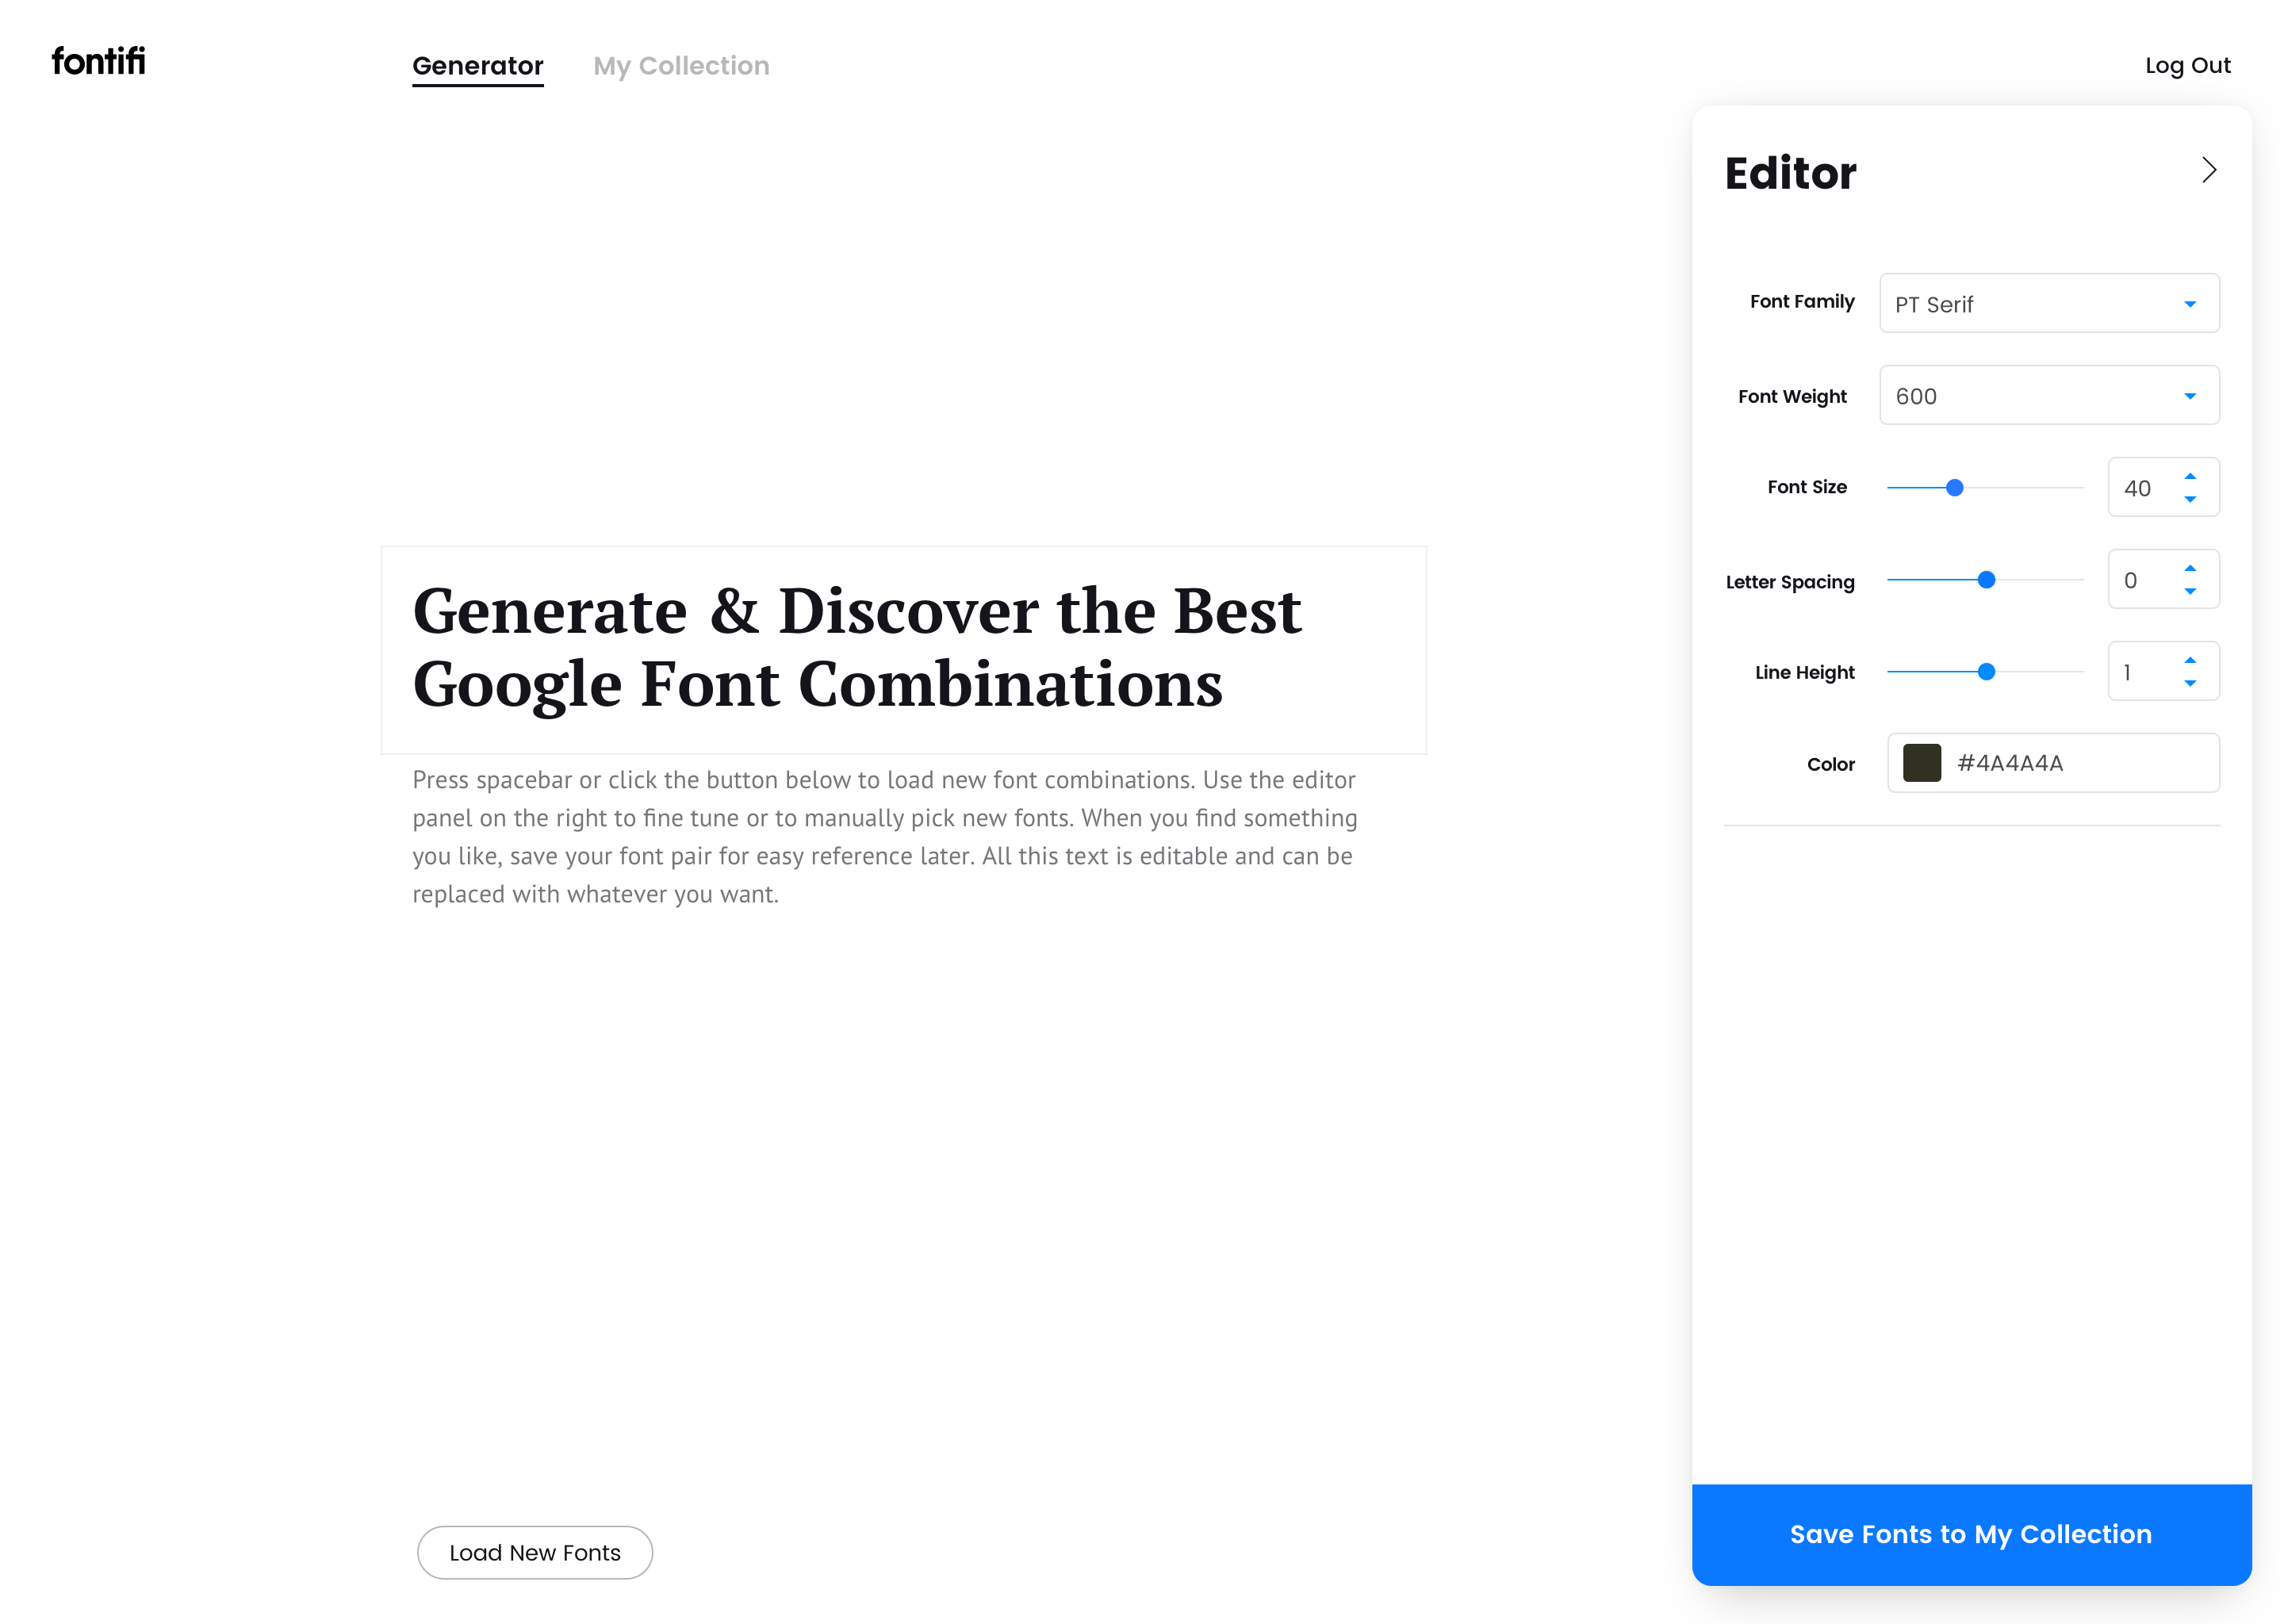 fontifi
Generator
My Collection
Log Out
Generate & Discover the Best
Google Font Combinations
Press spacebar or click the button below to load new font combinations. Use the editor
panel on the right to fine tune or to manually pick new fonts. When you find something
you like, save your font pair for easy reference later. All this text is editable and can be
replaced with whatever you want.
Load New Fonts
Editor
Font Family
PT Serif
Font Weight
600
Font Size
40
Letter Spacing
0
Line Height
1
Color
#4A4A4A
Save Fonts to My Collection